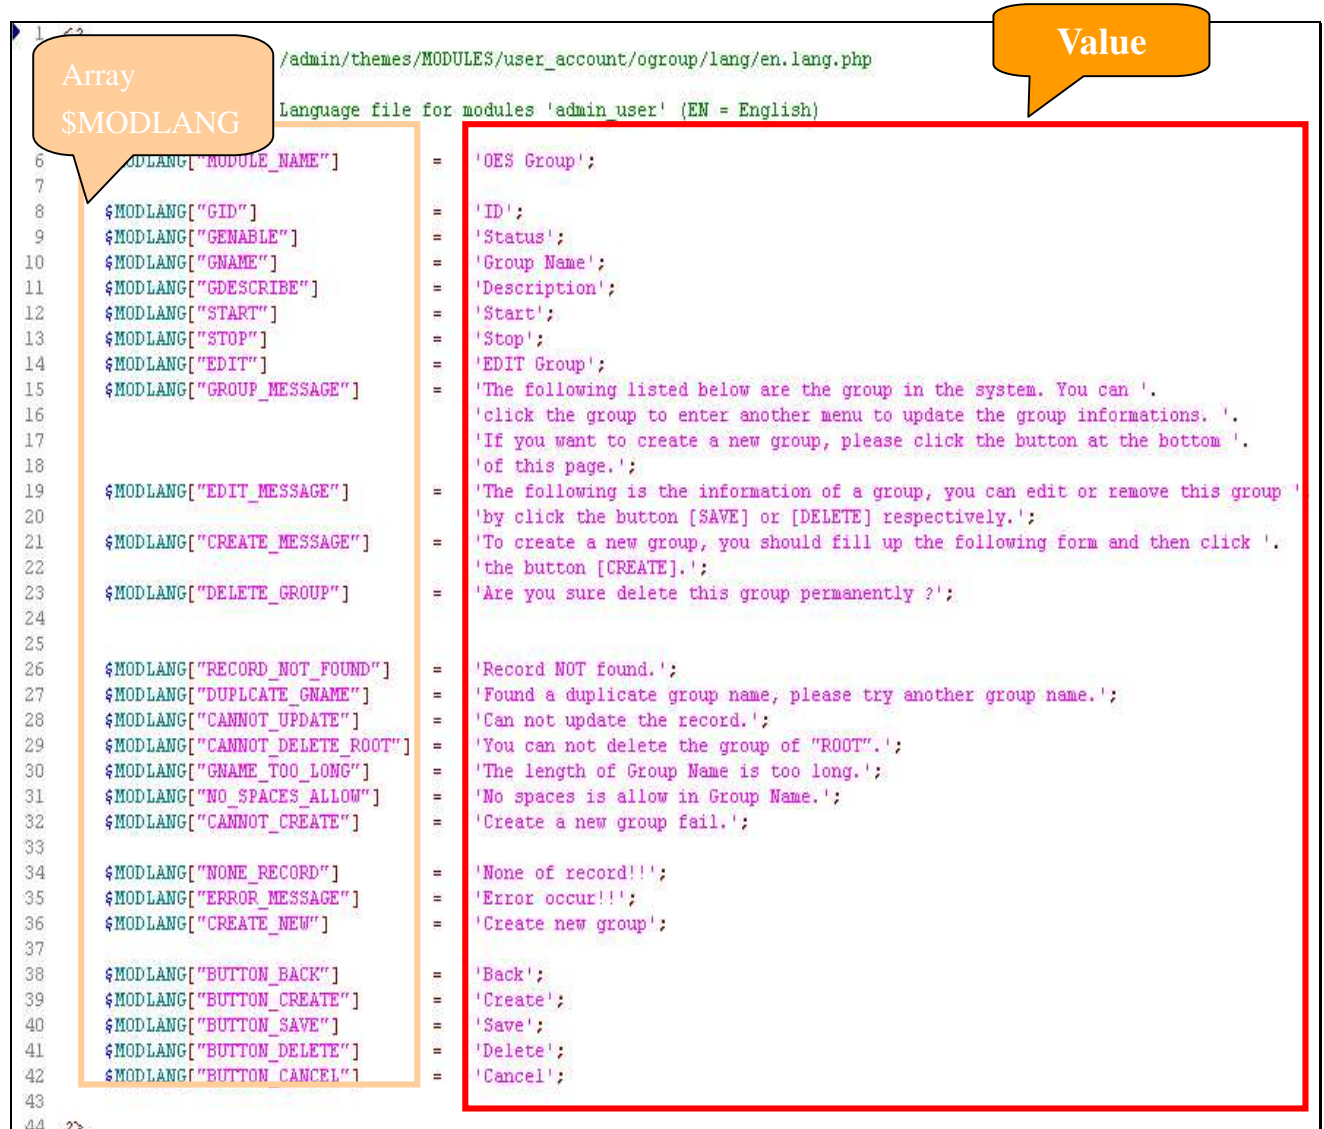 Value
1 <?
Array
$MODLANG
/admin/themes/MODULES/user_account/ogroup/lang/en.lang.php
Language file for modules 'admin_user' (EN = English)
6 MODLANG["MODULE_NAME"] = 'OES Group';
7
8 $MODLANG["GID"] = 'ID';
9 $MODLANG["GENABLE"] = 'Status';
10 $MODLANG["GNAME"] = 'Group Name';
11 $MODLANG["GDESCRIBE"] = 'Description';
12 $MODLANG["START"] = 'Start';
13 $MODLANG["STOP"] = 'Stop';
14 $MODLANG["EDIT"] = 'EDIT Group';
15 $MODLANG["GROUP_MESSAGE"] = 'The following listed below are the group in the system. You can '.
16 'click the group to enter another menu to update the group informations. '.
17 'If you want to create a new group, please click the button at the bottom '.
18 'of this page.';
19 $MODLANG["EDIT_MESSAGE"] = 'The following is the information of a group, you can edit or remove this group '
20 'by click the button [SAVE] or [DELETE] respectively.';
21 $MODLANG["CREATE_MESSAGE"] = 'To create a new group, you should fill up the following form and then click '.
22 'the button [CREATE].';
23 $MODLANG["DELETE_GROUP"] = 'Are you sure delete this group permanently ?';
24
25
26 $MODLANG["RECORD_NOT_FOUND"] = 'Record NOT found.';
27 $MODLANG["DUPLCATE_GNAME"] = 'Found a duplicate group name, please try another group name.';
28 $MODLANG["CANNOT_UPDATE"] = 'Can not update the record.';
29 $MODLANG["CANNOT_DELETE_ROOT"] = 'You can not delete the group of "ROOT".';
30 $MODLANG["GNAME_TOO_LONG"] = 'The length of Group Name is too long.';
31 $MODLANG["NO_SPACES_ALLOW"] = 'No spaces is allow in Group Name.';
32 $MODLANG["CANNOT_CREATE"] = 'Create a new group fail.';
33
34 $MODLANG["NONE_RECORD"] = 'None of record!!';
35 $MODLANG["ERROR_MESSAGE"] = 'Error occur!!';
36 $MODLANG["CREATE_NEW"] = 'Create new group';
37
38 $MODLANG["BUTTON_BACK"] = 'Back';
39 $MODLANG["BUTTON_CREATE"] = 'Create';
40 $MODLANG["BUTTON_SAVE"] = 'Save';
41 $MODLANG["BUTTON_DELETE"] = 'Delete';
42 $MODLANG["BUTTON_CANCEL"] = 'Cancel';
43
44 ?>